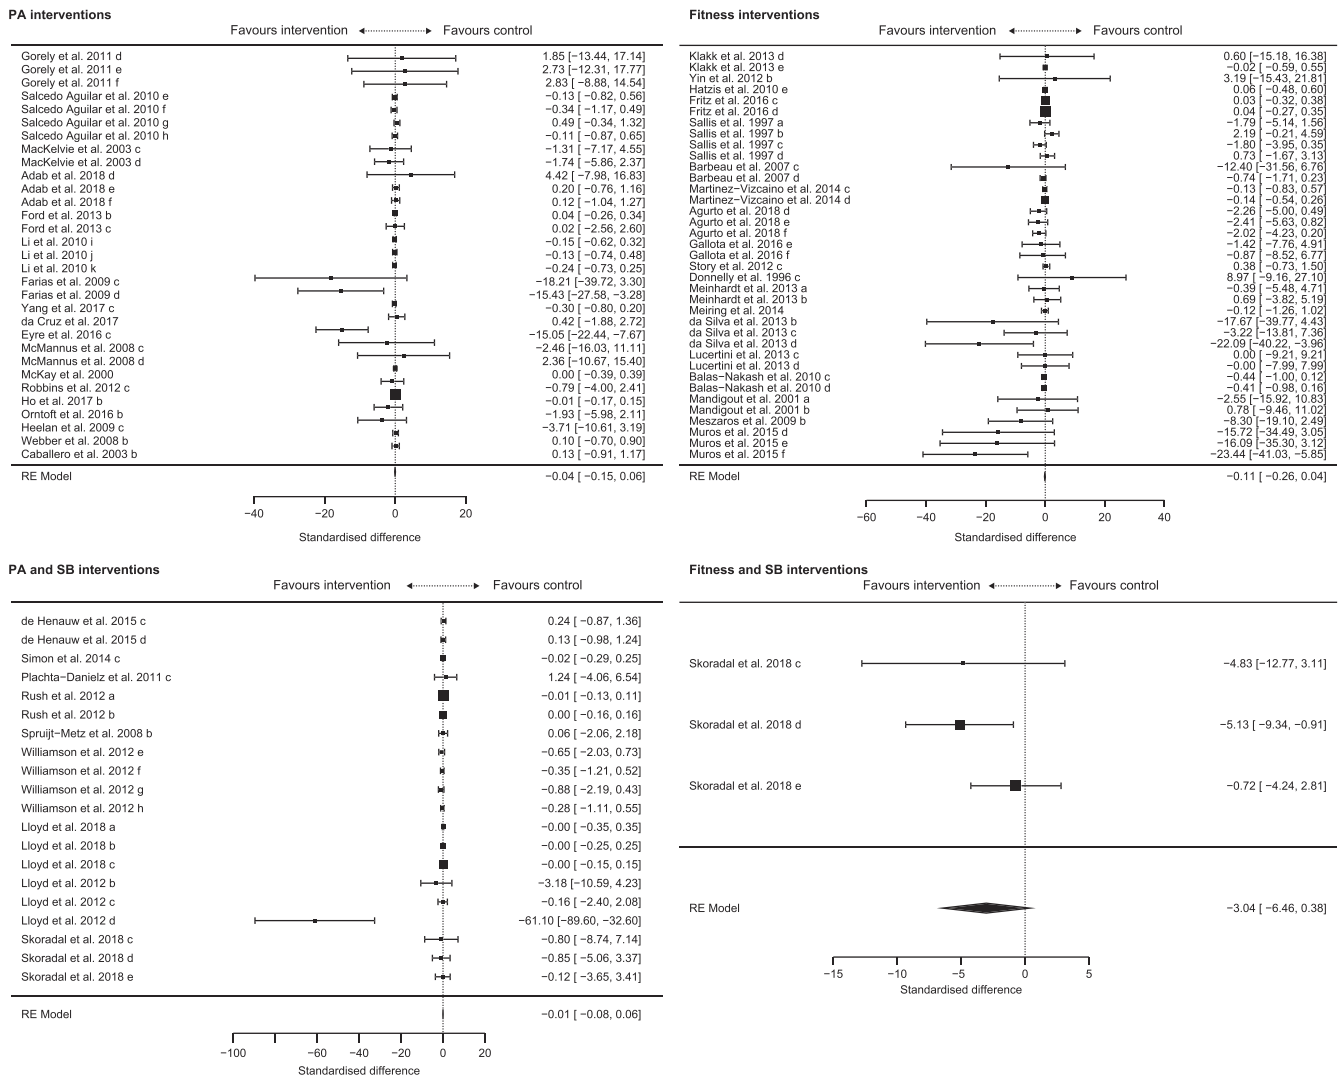 PA interventions
Favours intervention Favours control
Gorely et al. 2011 d 1.85 [−13.44, 17.14]
Gorely et al. 2011 e 2.73 [−12.31, 17.77]
Gorely et al. 2011 f 2.83 [ −8.88, 14.54]
Salcedo Aguilar et al. 2010 e −0.13 [ −0.82, 0.56]
Salcedo Aguilar et al. 2010 f −0.34 [ −1.17, 0.49]
Salcedo Aguilar et al. 2010 g 0.49 [ −0.34, 1.32]
Salcedo Aguilar et al. 2010 h −0.11 [ −0.87, 0.65]
MacKelvie et al. 2003 c −1.31 [ −7.17, 4.55]
MacKelvie et al. 2003 d −1.74 [ −5.86, 2.37]
Adab et al. 2018 d 4.42 [ −7.98, 16.83]
Adab et al. 2018 e 0.20 [ −0.76, 1.16]
Adab et al. 2018 f 0.12 [ −1.04, 1.27]
Ford et al. 2013 b 0.04 [ −0.26, 0.34]
Ford et al. 2013 c 0.02 [ −2.56, 2.60]
Li et al. 2010 i −0.15 [ −0.62, 0.32]
Li et al. 2010 j −0.13 [ −0.74, 0.48]
Li et al. 2010 k −0.24 [ −0.73, 0.25]
Farias et al. 2009 c −18.21 [−39.72, 3.30]
Farias et al. 2009 d −15.43 [−27.58, −3.28]
Yang et al. 2017 c −0.30 [ −0.80, 0.20]
da Cruz et al. 2017 0.42 [ −1.88, 2.72]
Eyre et al. 2016 c −15.05 [−22.44, −7.67]
McMannus et al. 2008 c −2.46 [−16.03, 11.11]
McMannus et al. 2008 d 2.36 [−10.67, 15.40]
McKay et al. 2000 0.00 [ −0.39, 0.39]
Robbins et al. 2012 c −0.79 [ −4.00, 2.41]
Ho et al. 2017 b −0.01 [ −0.17, 0.15]
Orntoft et al. 2016 b −1.93 [ −5.98, 2.11]
Heelan et al. 2009 c −3.71 [−10.61, 3.19]
Webber et al. 2008 b 0.10 [ −0.70, 0.90]
Caballero et al. 2003 b 0.13 [ −0.91, 1.17]
RE Model −0.04 [ −0.15, 0.06]
−40 −20 0 20
Standardised difference
Fitness interventions
Favours intervention Favours control
Klakk et al. 2013 d 0.60 [−15.18, 16.38]
Klakk et al. 2013 e −0.02 [ −0.59, 0.55]
Yin et al. 2012 b 3.19 [−15.43, 21.81]
Hatzis et al. 2010 e 0.06 [ −0.48, 0.60]
Fritz et al. 2016 c 0.03 [ −0.32, 0.38]
Fritz et al. 2016 d 0.04 [ −0.27, 0.35]
Sallis et al. 1997 a −1.79 [ −5.14, 1.56]
Sallis et al. 1997 b 2.19 [ −0.21, 4.59]
Sallis et al. 1997 c −1.80 [ −3.95, 0.35]
Sallis et al. 1997 d 0.73 [ −1.67, 3.13]
Barbeau et al. 2007 c −12.40 [−31.56, 6.76]
Barbeau et al. 2007 d −0.74 [ −1.71, 0.23]
Martinez−Vizcaino et al. 2014 c −0.13 [ −0.83, 0.57]
Martinez−Vizcaino et al. 2014 d −0.14 [ −0.54, 0.26]
Agurto et al. 2018 d −2.26 [ −5.00, 0.49]
Agurto et al. 2018 e −2.41 [ −5.63, 0.82]
Agurto et al. 2018 f −2.02 [ −4.23, 0.20]
Gallota et al. 2016 e −1.42 [ −7.76, 4.91]
Gallota et al. 2016 f −0.87 [ −8.52, 6.77]
Story et al. 2012 c 0.38 [ −0.73, 1.50]
Donnelly et al. 1996 c 8.97 [ −9.16, 27.10]
Meinhardt et al. 2013 a −0.39 [ −5.48, 4.71]
Meinhardt et al. 2013 b 0.69 [ −3.82, 5.19]
Meiring et al. 2014 −0.12 [ −1.26, 1.02]
da Silva et al. 2013 b −17.67 [−39.77, 4.43]
da Silva et al. 2013 c −3.22 [−13.81, 7.36]
da Silva et al. 2013 d −22.09 [−40.22, −3.96]
Lucertini et al. 2013 c 0.00 [ −9.21, 9.21]
Lucertini et al. 2013 d −0.00 [ −7.99, 7.99]
Balas−Nakash et al. 2010 c −0.44 [ −1.00, 0.12]
Balas−Nakash et al. 2010 d −0.41 [ −0.98, 0.16]
Mandigout et al. 2001 a −2.55 [−15.92, 10.83]
Mandigout et al. 2001 b 0.78 [ −9.46, 11.02]
Meszaros et al. 2009 b −8.30 [−19.10, 2.49]
Muros et al. 2015 d −15.72 [−34.49, 3.05]
Muros et al. 2015 e −16.09 [−35.30, 3.12]
Muros et al. 2015 f −23.44 [−41.03, −5.85]
RE Model −0.11 [ −0.26, 0.04]
−60 −40 −20 0 20 40
Standardised difference
PA and SB interventions
Favours intervention Favours control
de Henauw et al. 2015 c 0.24 [ −0.87, 1.36]
de Henauw et al. 2015 d 0.13 [ −0.98, 1.24]
Simon et al. 2014 c −0.02 [ −0.29, 0.25]
Plachta−Danielz et al. 2011 c 1.24 [ −4.06, 6.54]
Rush et al. 2012 a −0.01 [ −0.13, 0.11]
Rush et al. 2012 b 0.00 [ −0.16, 0.16]
Spruijt−Metz et al. 2008 b 0.06 [ −2.06, 2.18]
Williamson et al. 2012 e −0.65 [ −2.03, 0.73]
Williamson et al. 2012 f −0.35 [ −1.21, 0.52]
Williamson et al. 2012 g −0.88 [ −2.19, 0.43]
Williamson et al. 2012 h −0.28 [ −1.11, 0.55]
Lloyd et al. 2018 a −0.00 [ −0.35, 0.35]
Lloyd et al. 2018 b −0.00 [ −0.25, 0.25]
Lloyd et al. 2018 c −0.00 [ −0.15, 0.15]
Lloyd et al. 2012 b −3.18 [−10.59, 4.23]
Lloyd et al. 2012 c −0.16 [ −2.40, 2.08]
Lloyd et al. 2012 d −61.10 [−89.60, −32.60]
Skoradal et al. 2018 c −0.80 [ −8.74, 7.14]
Skoradal et al. 2018 d −0.85 [ −5.06, 3.37]
Skoradal et al. 2018 e −0.12 [ −3.65, 3.41]
RE Model −0.01 [ −0.08, 0.06]
−100 −60 −40 −20 0 20
Standardised difference
Fitness and SB interventions
Favours intervention Favours control
Skoradal et al. 2018 c −4.83 [−12.77, 3.11]
Skoradal et al. 2018 d −5.13 [ −9.34, −0.91]
Skoradal et al. 2018 e −0.72 [ −4.24, 2.81]
RE Model −3.04 [ −6.46, 0.38]
−15 −10 −5 0 5
Standardised difference